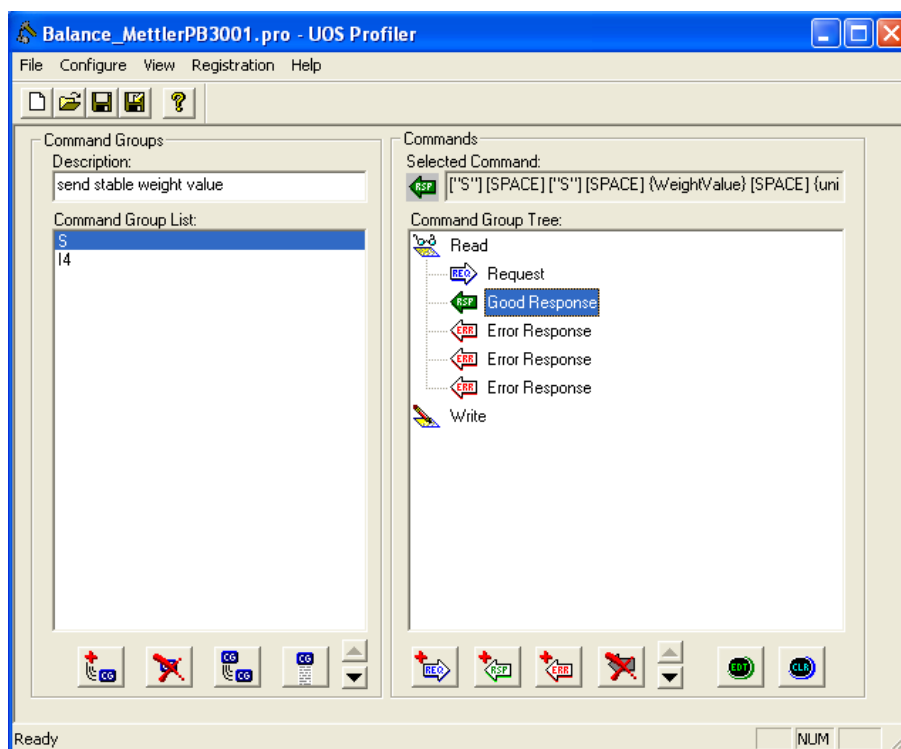 Balance_MettlerPB3001.pro - UOS Profiler
File Configure View Registration Help
Command Groups
Description:
send stable weight value
Command Group List:
S
I4
Commands
Selected Command:
RSP ["S"] [SPACE] ["S"] [SPACE] {WeightValue} [SPACE] {uni
Command Group Tree:
Read
REQ Request
RSP Good Response
ERR Error Response
ERR Error Response
ERR Error Response
Write
CG CG CG CG
REQ RSP ERR EDT CLR
Ready NUM